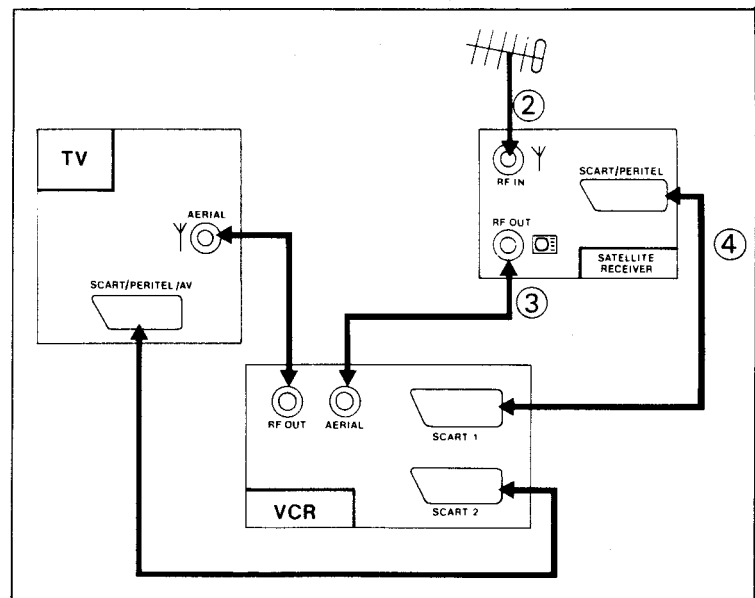 ②
TV
RF IN
SCART/PERITEL
AERIAL
RF OUT
④
SCART/PERITEL/AV
SATELLITE
RECEIVER
③
RF OUT
AERIAL
SCART 1
VCR
SCART 2